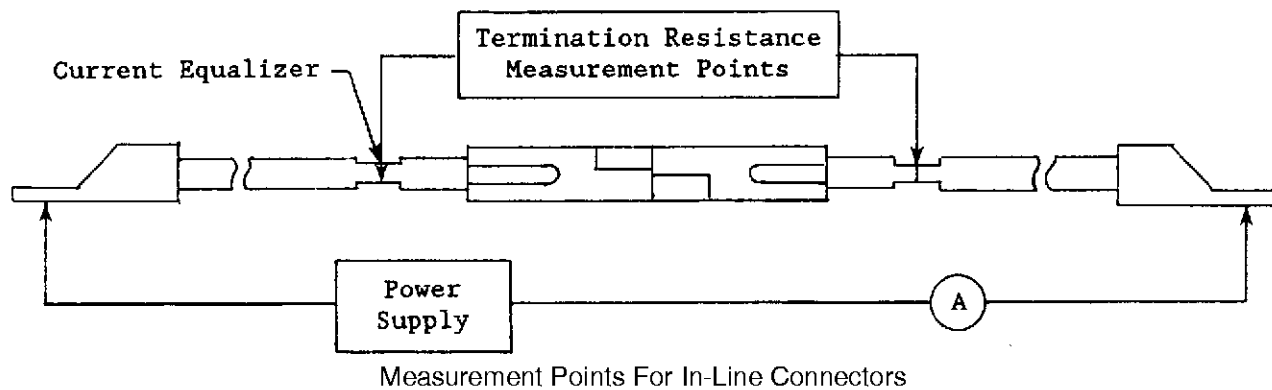 Termination Resistance
Measurement Points
Current Equalizer
Power
Supply
A
Measurement Points For In-Line Connectors